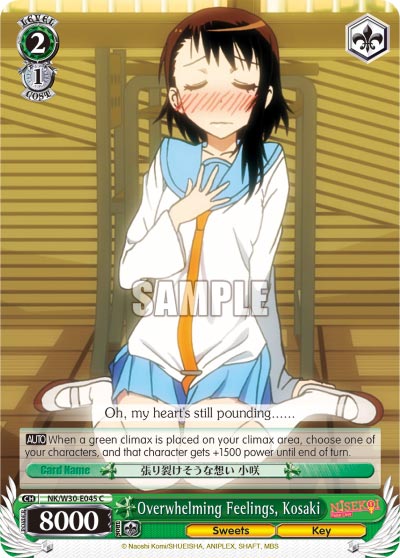 LEVEL
2
1
COST
SAMPLE
Oh, my heart's still pounding……
AUTO When a green climax is placed on your climax area, choose one of
your characters, and that character gets +1500 power until end of turn.
Card Name 張り裂けそうな想い 小咲
CH NK/W30-E045 C
POWER 8000
Overwhelming Feelings, Kosaki
NISEKOI
Sweets Key
© Naoshi Komi/SHUEISHA, ANIPLEX, SHAFT, MBS